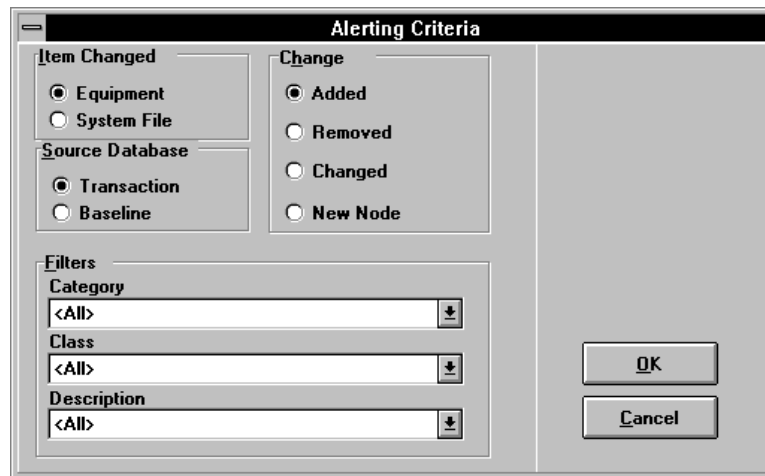 Alerting Criteria
Item Changed
Equipment
System File
Source Database
Transaction
Baseline
Change
Added
Removed
Changed
New Node
Filters
Category
<All>
Class
<All>
Description
<All>
OK
Cancel